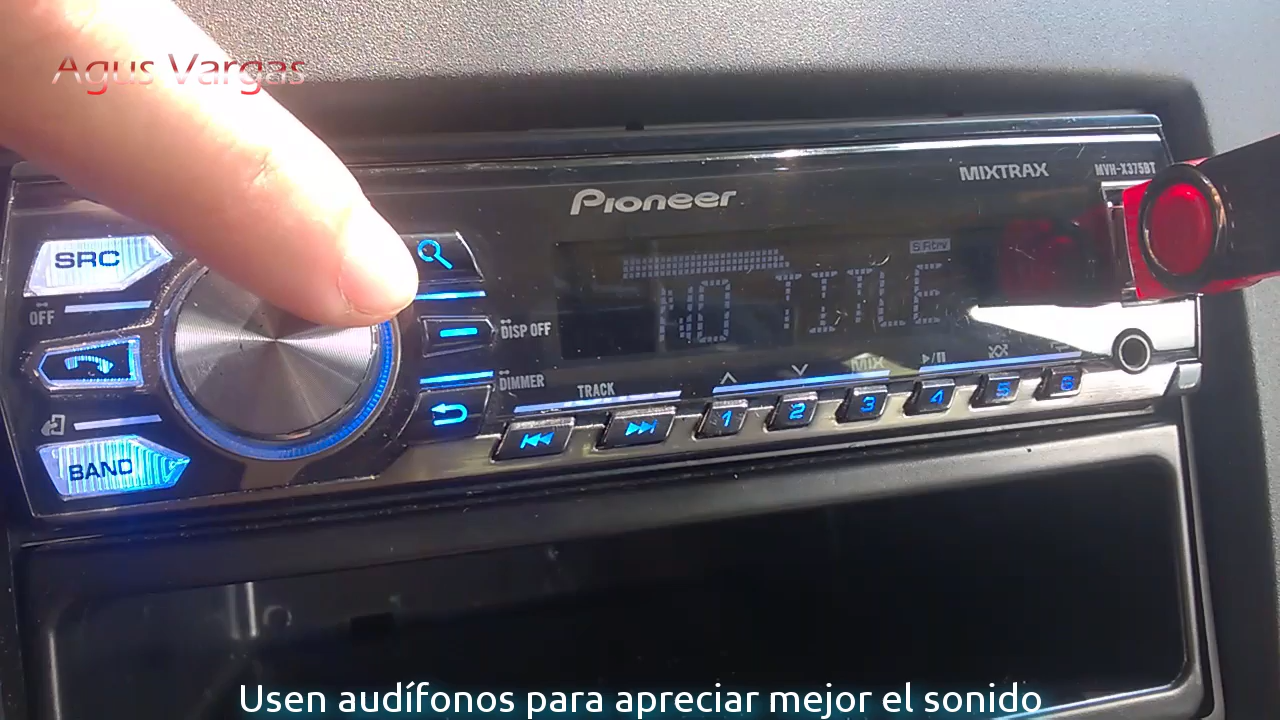 Agus Vargas
MIXTRAX
MVH-X375BT
Pioneer
SRC
S.Rtrv
NO TITLE
OFF
DISP OFF
DIMMER
TRACK
MIX
1 2 3 4 5 6
BAND
Usen audífonos para apreciar mejor el sonido